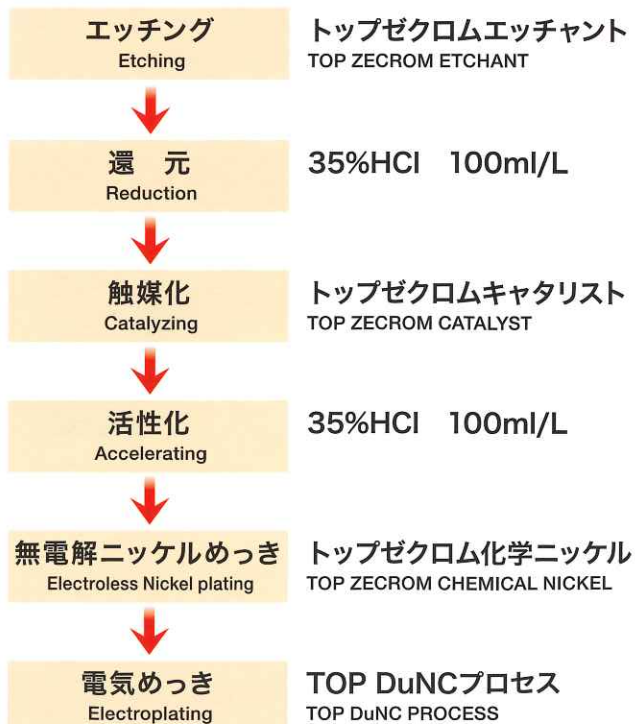 エッチング
Etching
トップゼクロムエッチャント
TOP ZECROM ETCHANT
還　元
Reduction
35%HCl　100ml/L
触媒化
Catalyzing
トップゼクロムキャタリスト
TOP ZECROM CATALYST
活性化
Accelerating
35%HCl　100ml/L
無電解ニッケルめっき
Electroless Nickel plating
トップゼクロム化学ニッケル
TOP ZECROM CHEMICAL NICKEL
電気めっき
Electroplating
TOP DuNCプロセス
TOP DuNC PROCESS